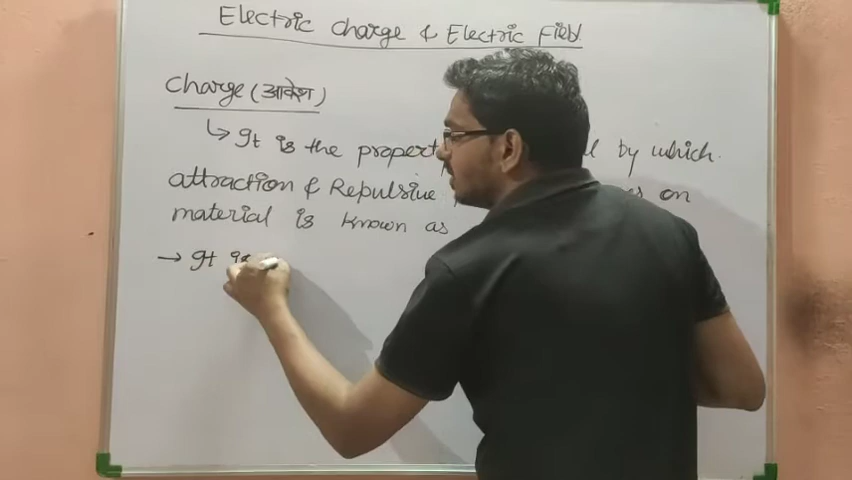 Electric charge & Electric Field
charge (आवेश)
↳ It is the propert by which
attraction & Repulsive on
material is known as
→ It is